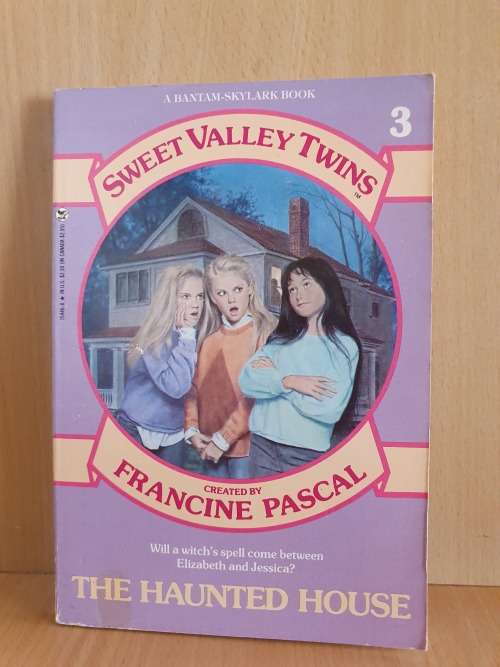 A BANTAM-SKYLARK BOOK
3
SWEET VALLEY TWINS
TM
CREATED BY
FRANCINE PASCAL
Will a witch's spell come between
Elizabeth and Jessica?
THE HAUNTED HOUSE